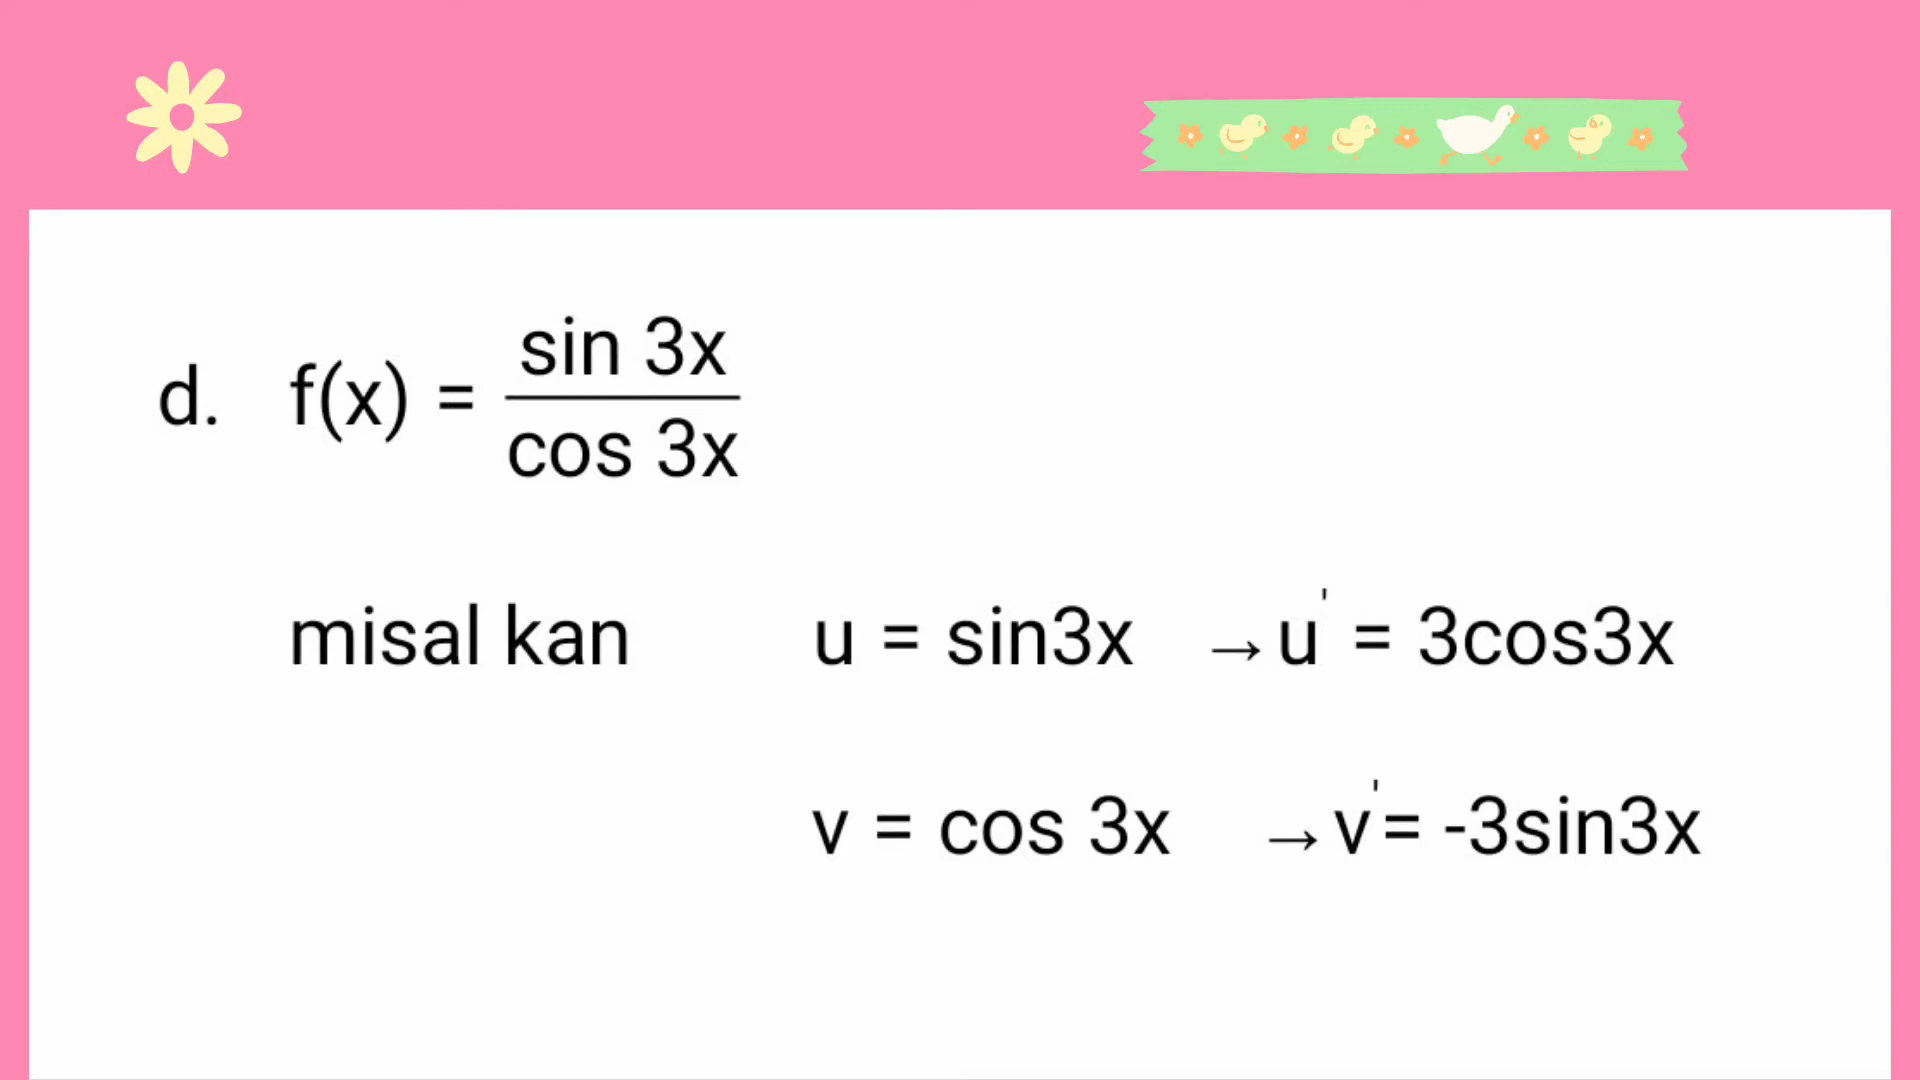 d. f(x) = sin 3x / cos 3x
misal kan u = sin3x → u' = 3cos3x
v = cos 3x → v' = -3sin3x